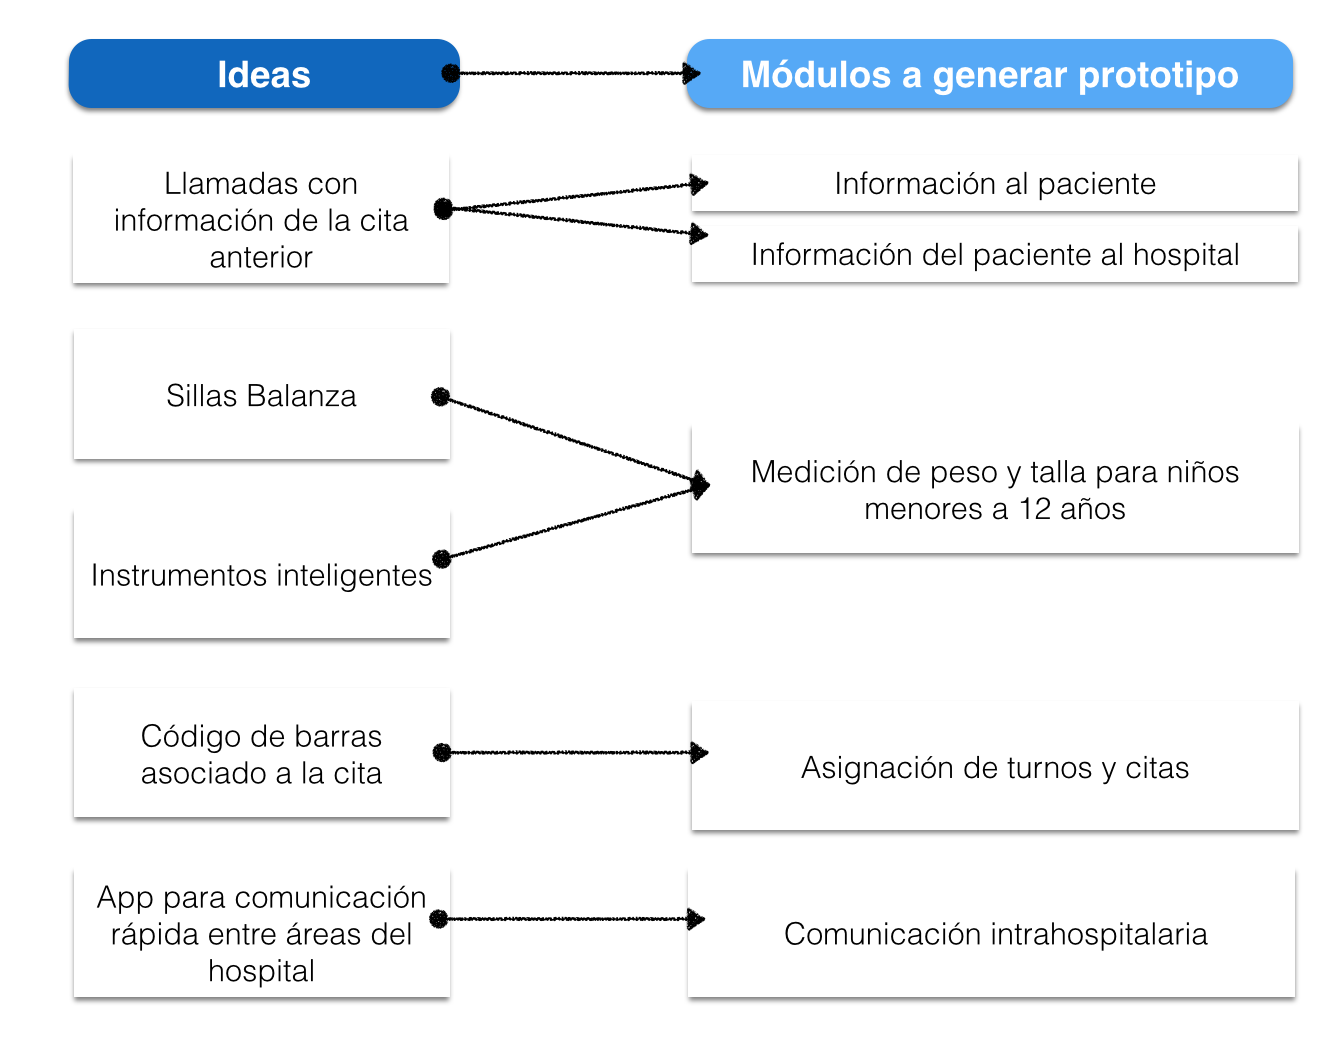 Ideas
Módulos a generar prototipo
Llamadas con
información de la cita
anterior
Información al paciente
Información del paciente al hospital
Sillas Balanza
Instrumentos inteligentes
Medición de peso y talla para niños
menores a 12 años
Código de barras
asociado a la cita
Asignación de turnos y citas
App para comunicación
rápida entre áreas del
hospital
Comunicación intrahospitalaria